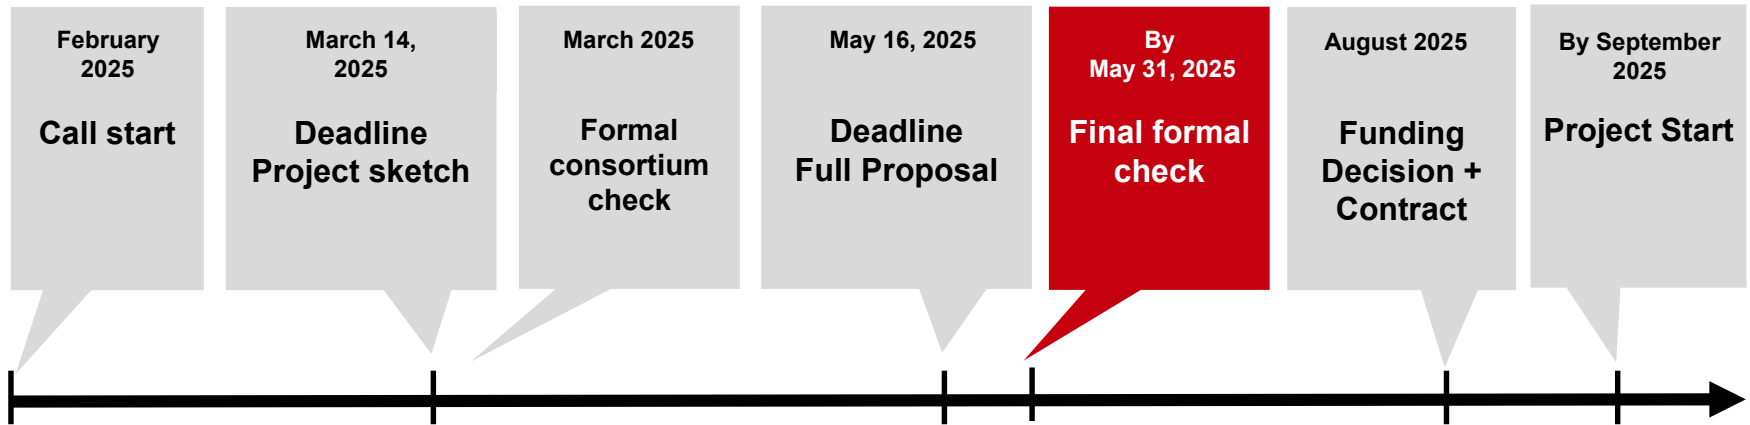 February
2025
Call start
March 14,
2025
Deadline
Project sketch
March 2025
Formal
consortium
check
May 16, 2025
Deadline
Full Proposal
By
May 31, 2025
Final formal
check
August 2025
Funding
Decision +
Contract
By September
2025
Project Start